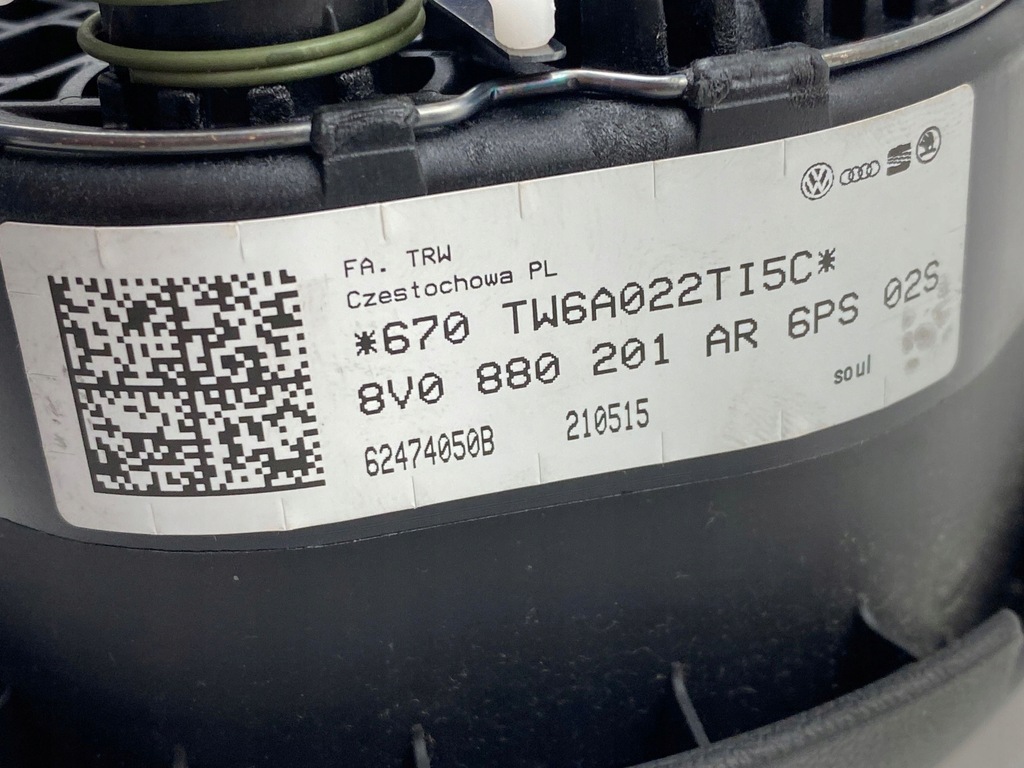 FA. TRW
Czestochowa PL
*670 TW6A022TI5C*
8V0 880 201 AR 6PS 02S
62474050B 210515
soul